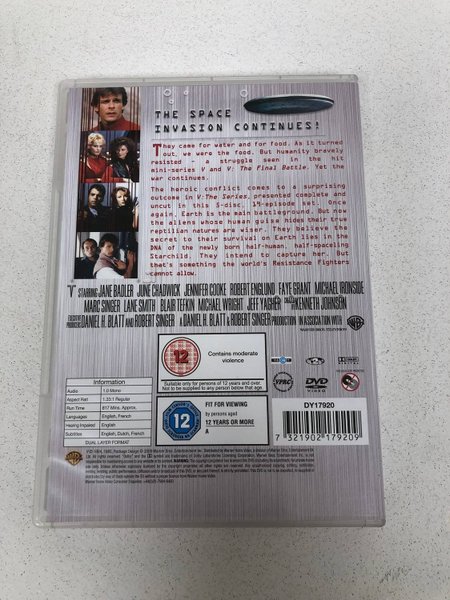 THE SPACE
INVASION CONTINUES!
They came for water and for food. As it turned
out, we were the food. But humanity bravely
resisted - a struggle seen in the hit
mini-series V and V: The Final Battle. Yet the
war continues.
The heroic conflict comes to a surprising
outcome in V:The Series, presented complete and
uncut in this 5-disc, 19-episode set. Once
again, Earth is the main battleground. But now
the aliens whose human guise hides their true
reptilian natures are wiser. They believe the
secret to their survival on Earth lies in the
DNA of the newly born half-human, half-spaceling
Starchild. They intend to capture her. But
that's something the world's Resistance Fighters
cannot allow.
"V" STARRING JANE BADLER JUNE CHADWICK JENNIFER COOKE ROBERT ENGLUND FAYE GRANT MICHAEL IRONSIDE
MARC SINGER LANE SMITH BLAIR TEFKIN MICHAEL WRIGHT JEFF YAGHER KENNETH JOHNSON
EXECUTIVE PRODUCERS DANIEL H. BLATT AND ROBERT SINGER A DANIEL H. BLATT & ROBERT SINGER PRODUCTION IN ASSOCIATION WITH
12
Contains moderate
violence
Suitable only for persons of 12 years and over.
Not to be supplied to any person below that age.
12
FIT FOR VIEWING
by persons aged
12 YEARS OR MORE
A
Information
Audio 1.0 Mono
Aspect Ratio 1.33:1 Regular
Run Time 817 Mins. Approx.
Languages English, French
Hearing Impaired English
Subtitles English, Dutch, French
DUAL LAYER FORMAT
VPRC
DVD
VIDEO
DY17920
7 321902 179209